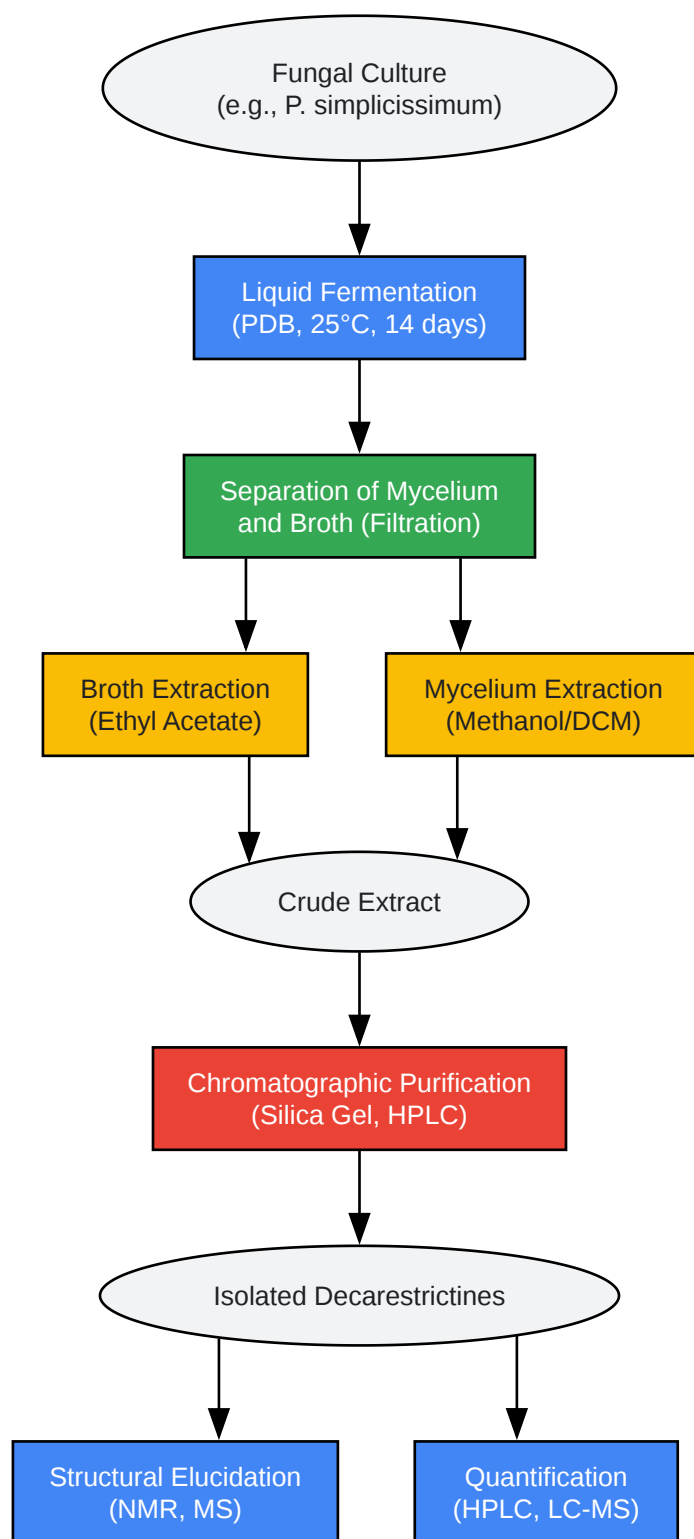 Fungal Culture
(e.g., P. simplicissimum)
Liquid Fermentation
(PDB, 25°C, 14 days)
Separation of Mycelium
and Broth (Filtration)
Broth Extraction
(Ethyl Acetate)
Mycelium Extraction
(Methanol/DCM)
Crude Extract
Chromatographic Purification
(Silica Gel, HPLC)
Isolated Decarestrictines
Structural Elucidation
(NMR, MS)
Quantification
(HPLC, LC-MS)